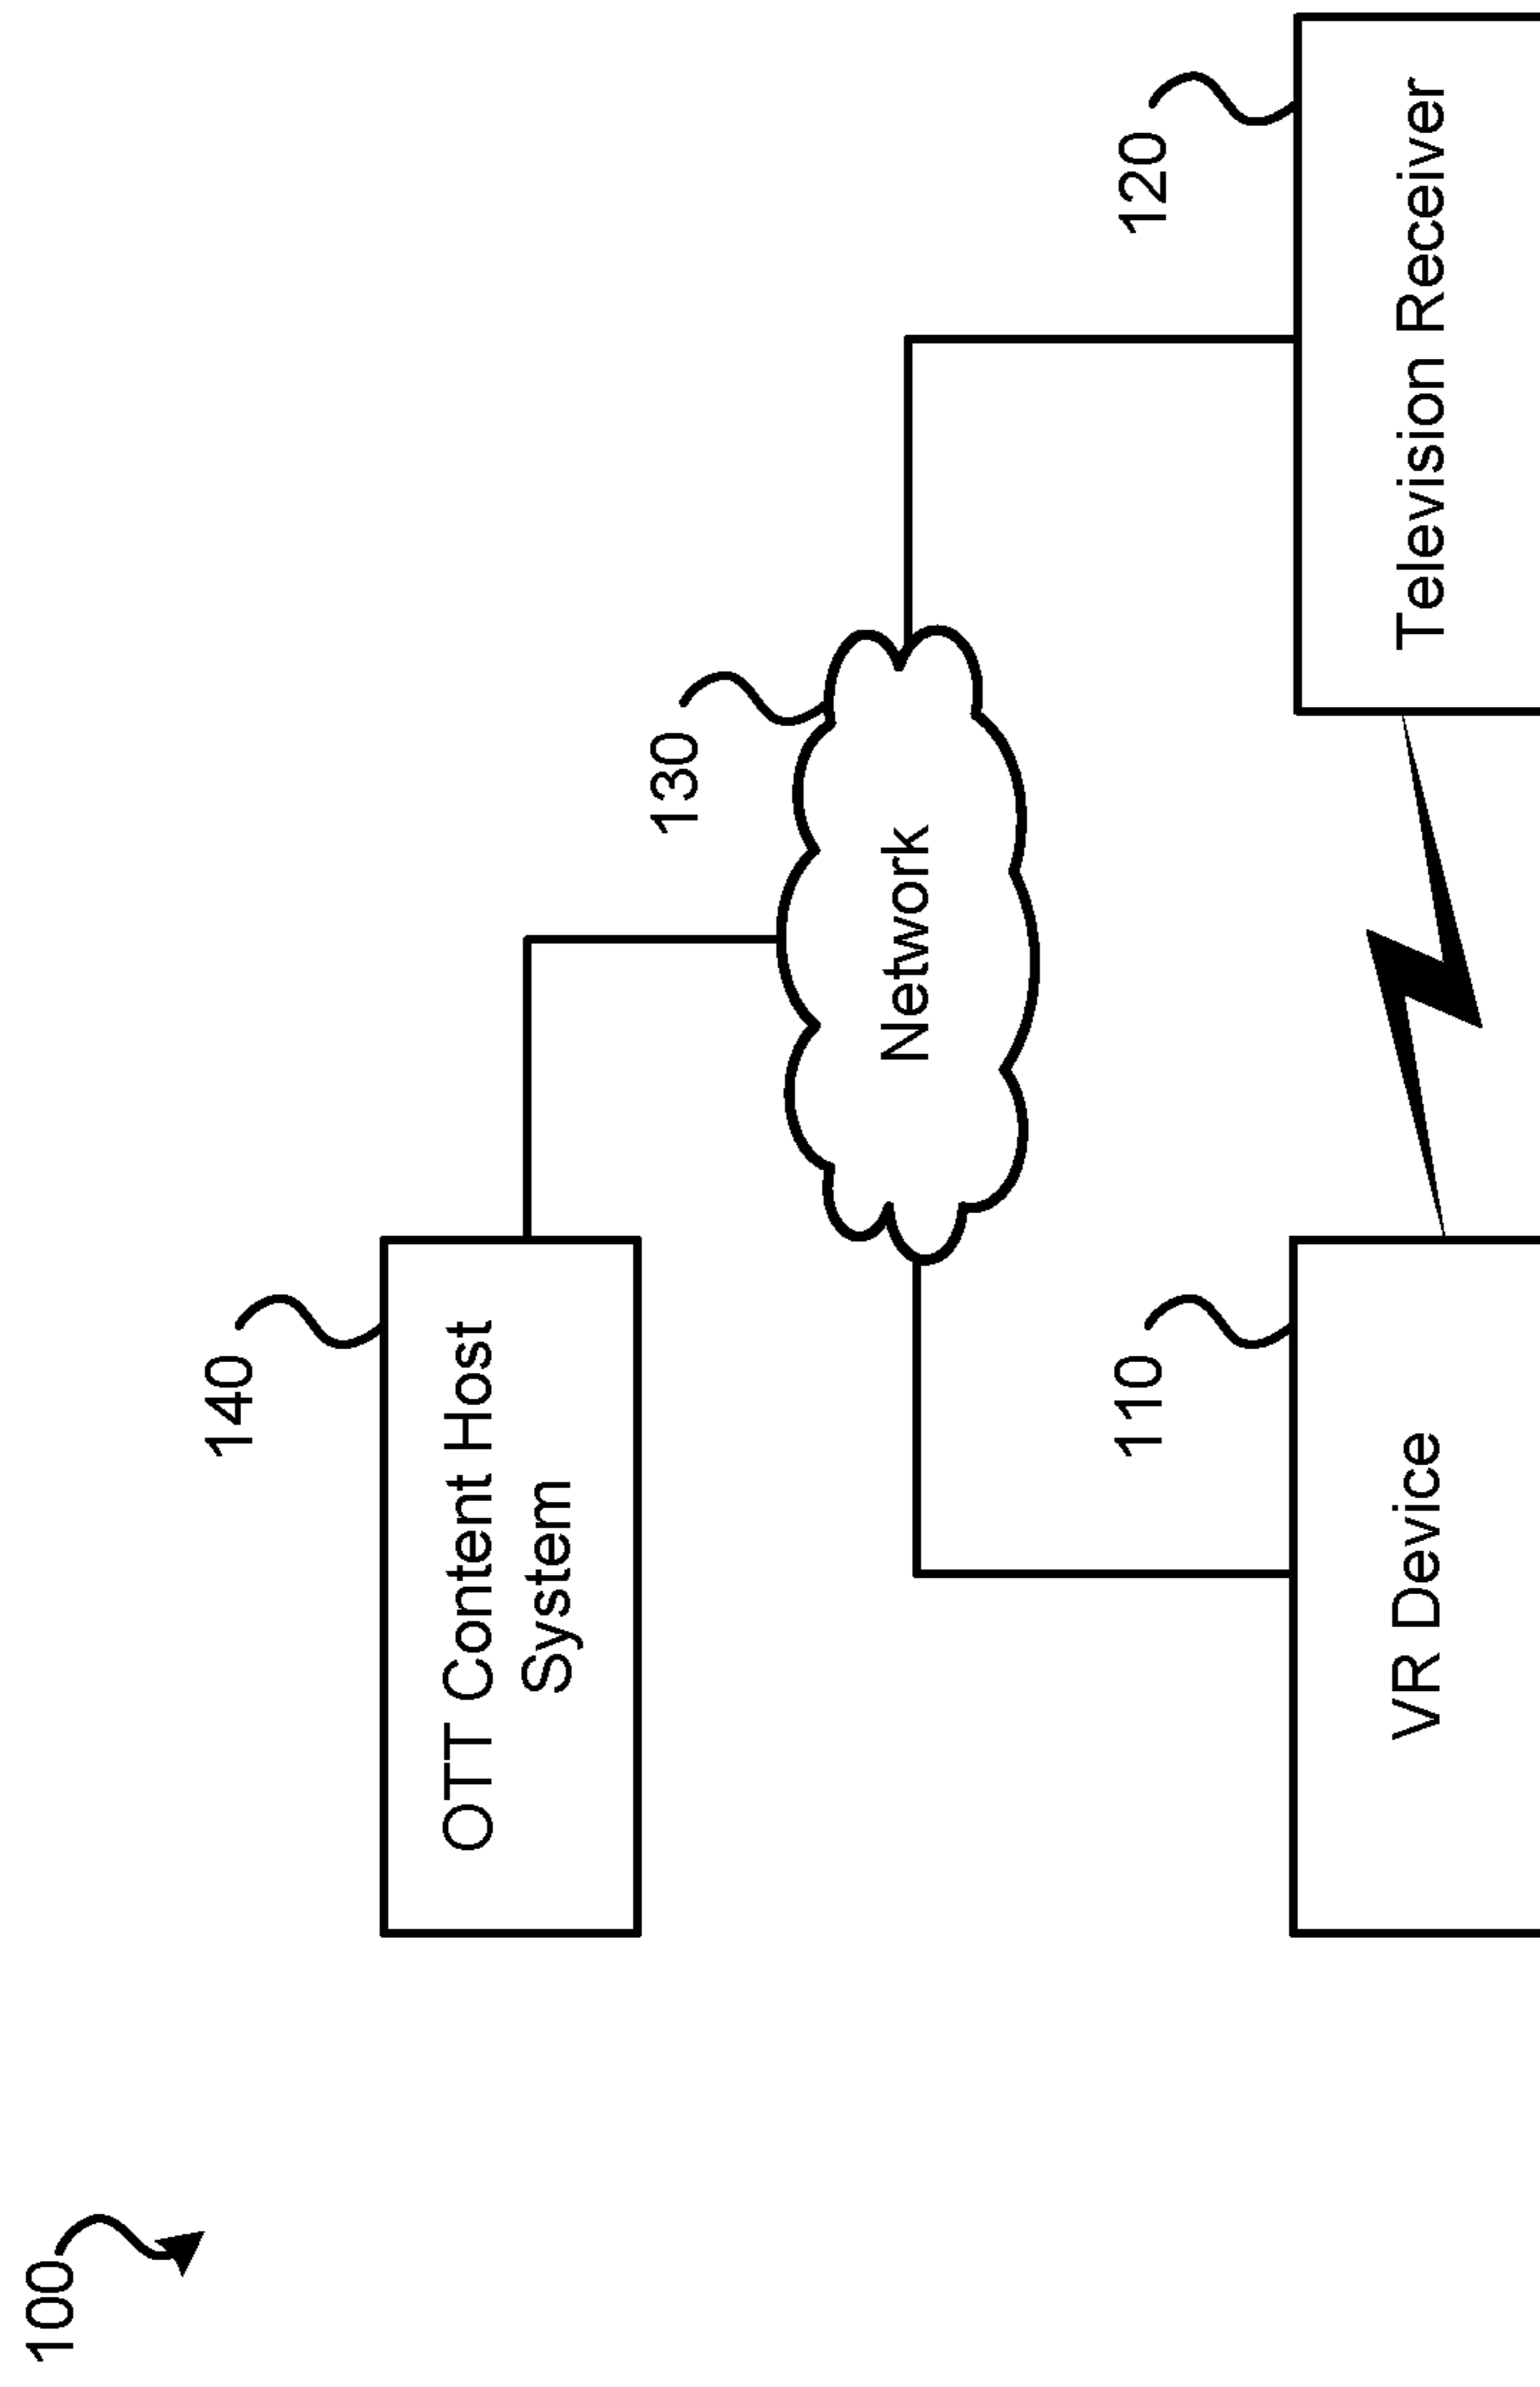 100
140
OTT Content Host
System
130
Network
110
VR Device
120
Television Receiver